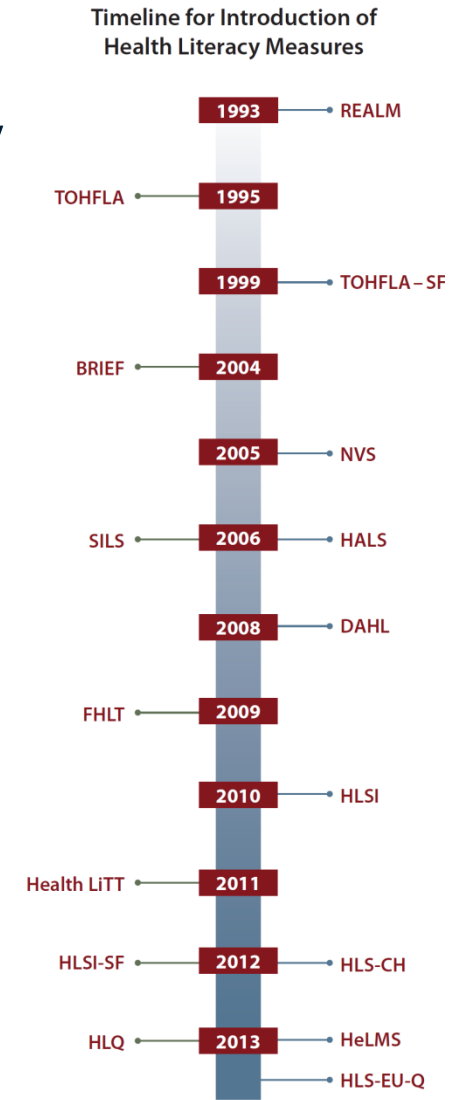 Timeline for Introduction of
Health Literacy Measures
1993 REALM
TOHFLA 1995
1999 TOHFLA – SF
BRIEF 2004
2005 NVS
SILS 2006 HALS
2008 DAHL
FHLT 2009
2010 HLSI
Health LiTT 2011
HLSI-SF 2012 HLS-CH
HLQ 2013 HeLMS
HLS-EU-Q